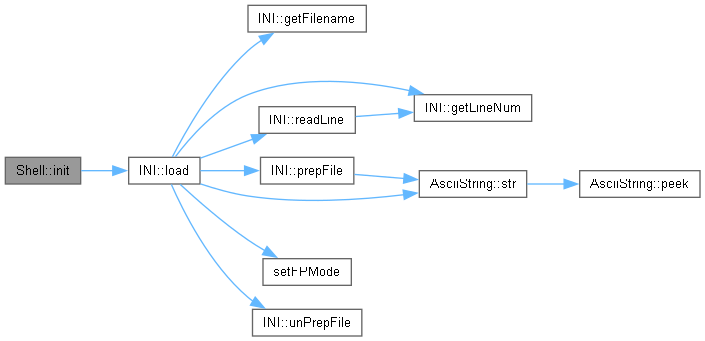 INI::getFilename
INI::getLineNum
INI::readLine
Shell::init
INI::load
INI::prepFile
AsciiString::str
AsciiString::peek
setFPMode
INI::unPrepFile